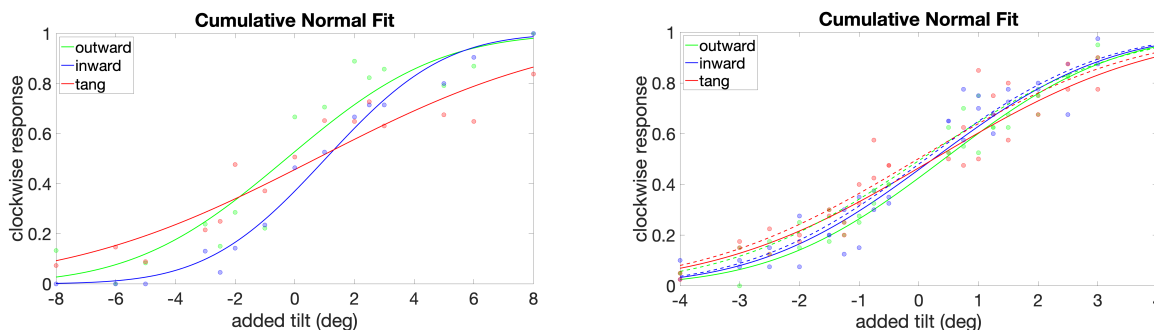 Cumulative Normal Fit
1
0.8
0.6
0.4
0.2
0
clockwise response
outward
inward
tang
-8
-6
-4
-2
0
2
4
6
8
added tilt (deg)
Cumulative Normal Fit
1
0.8
0.6
0.4
0.2
0
clockwise response
outward
inward
tang
-4
-3
-2
-1
0
1
2
3
4
added tilt (deg)